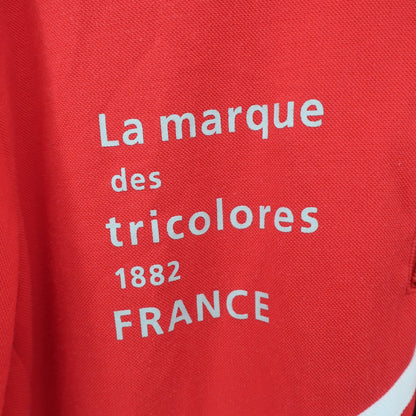 La marque
des
tricolores
1882
FRANCE